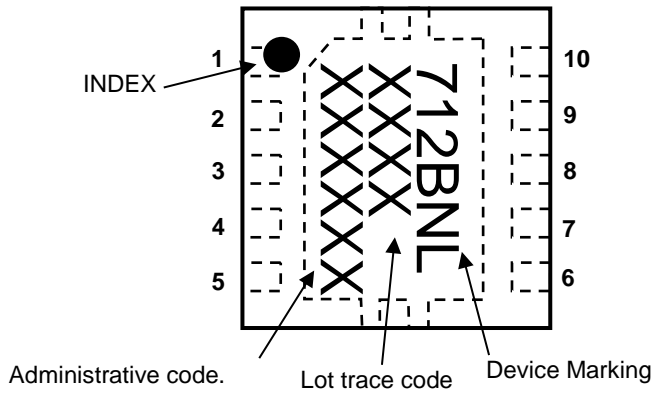 INDEX
1
2
3
4
5
10
9
8
7
6
712BNL
XXXX
XXXXXX
Administrative code.
Lot trace code
Device Marking